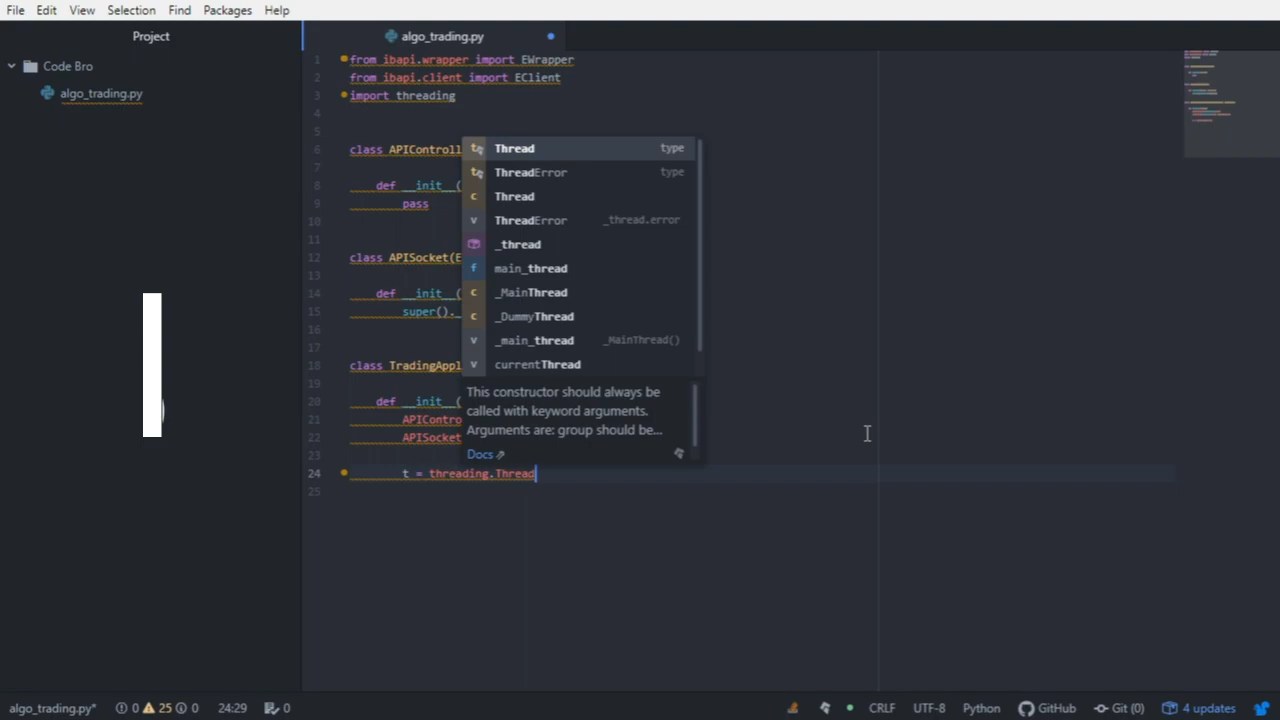 File Edit View Selection Find Packages Help
Project
algo_trading.py
Code Bro
algo_trading.py
1 from ibapi.wrapper import EWrapper
2 from ibapi.client import EClient
3 import threading
4
5
6 class APIControll
7
8 def __init__(
9 pass
10
11
12 class APISocket(E
13
14 def __init__(
15 super()._
16
17
18 class TradingAppl
19
20 def __init__(
21 APIContro
22 APISocket
23
24 t = threading.Thread
25
t Thread type
t ThreadError type
c Thread
v ThreadError _thread.error
_thread
f main_thread
c _MainThread
c _DummyThread
v _main_thread _MainThread()
v currentThread
This constructor should always be
called with keyword arguments.
Arguments are: group should be...
Docs
algo_trading.py* 0 25 0 24:29 0 CRLF UTF-8 Python GitHub Git (0) 4 updates